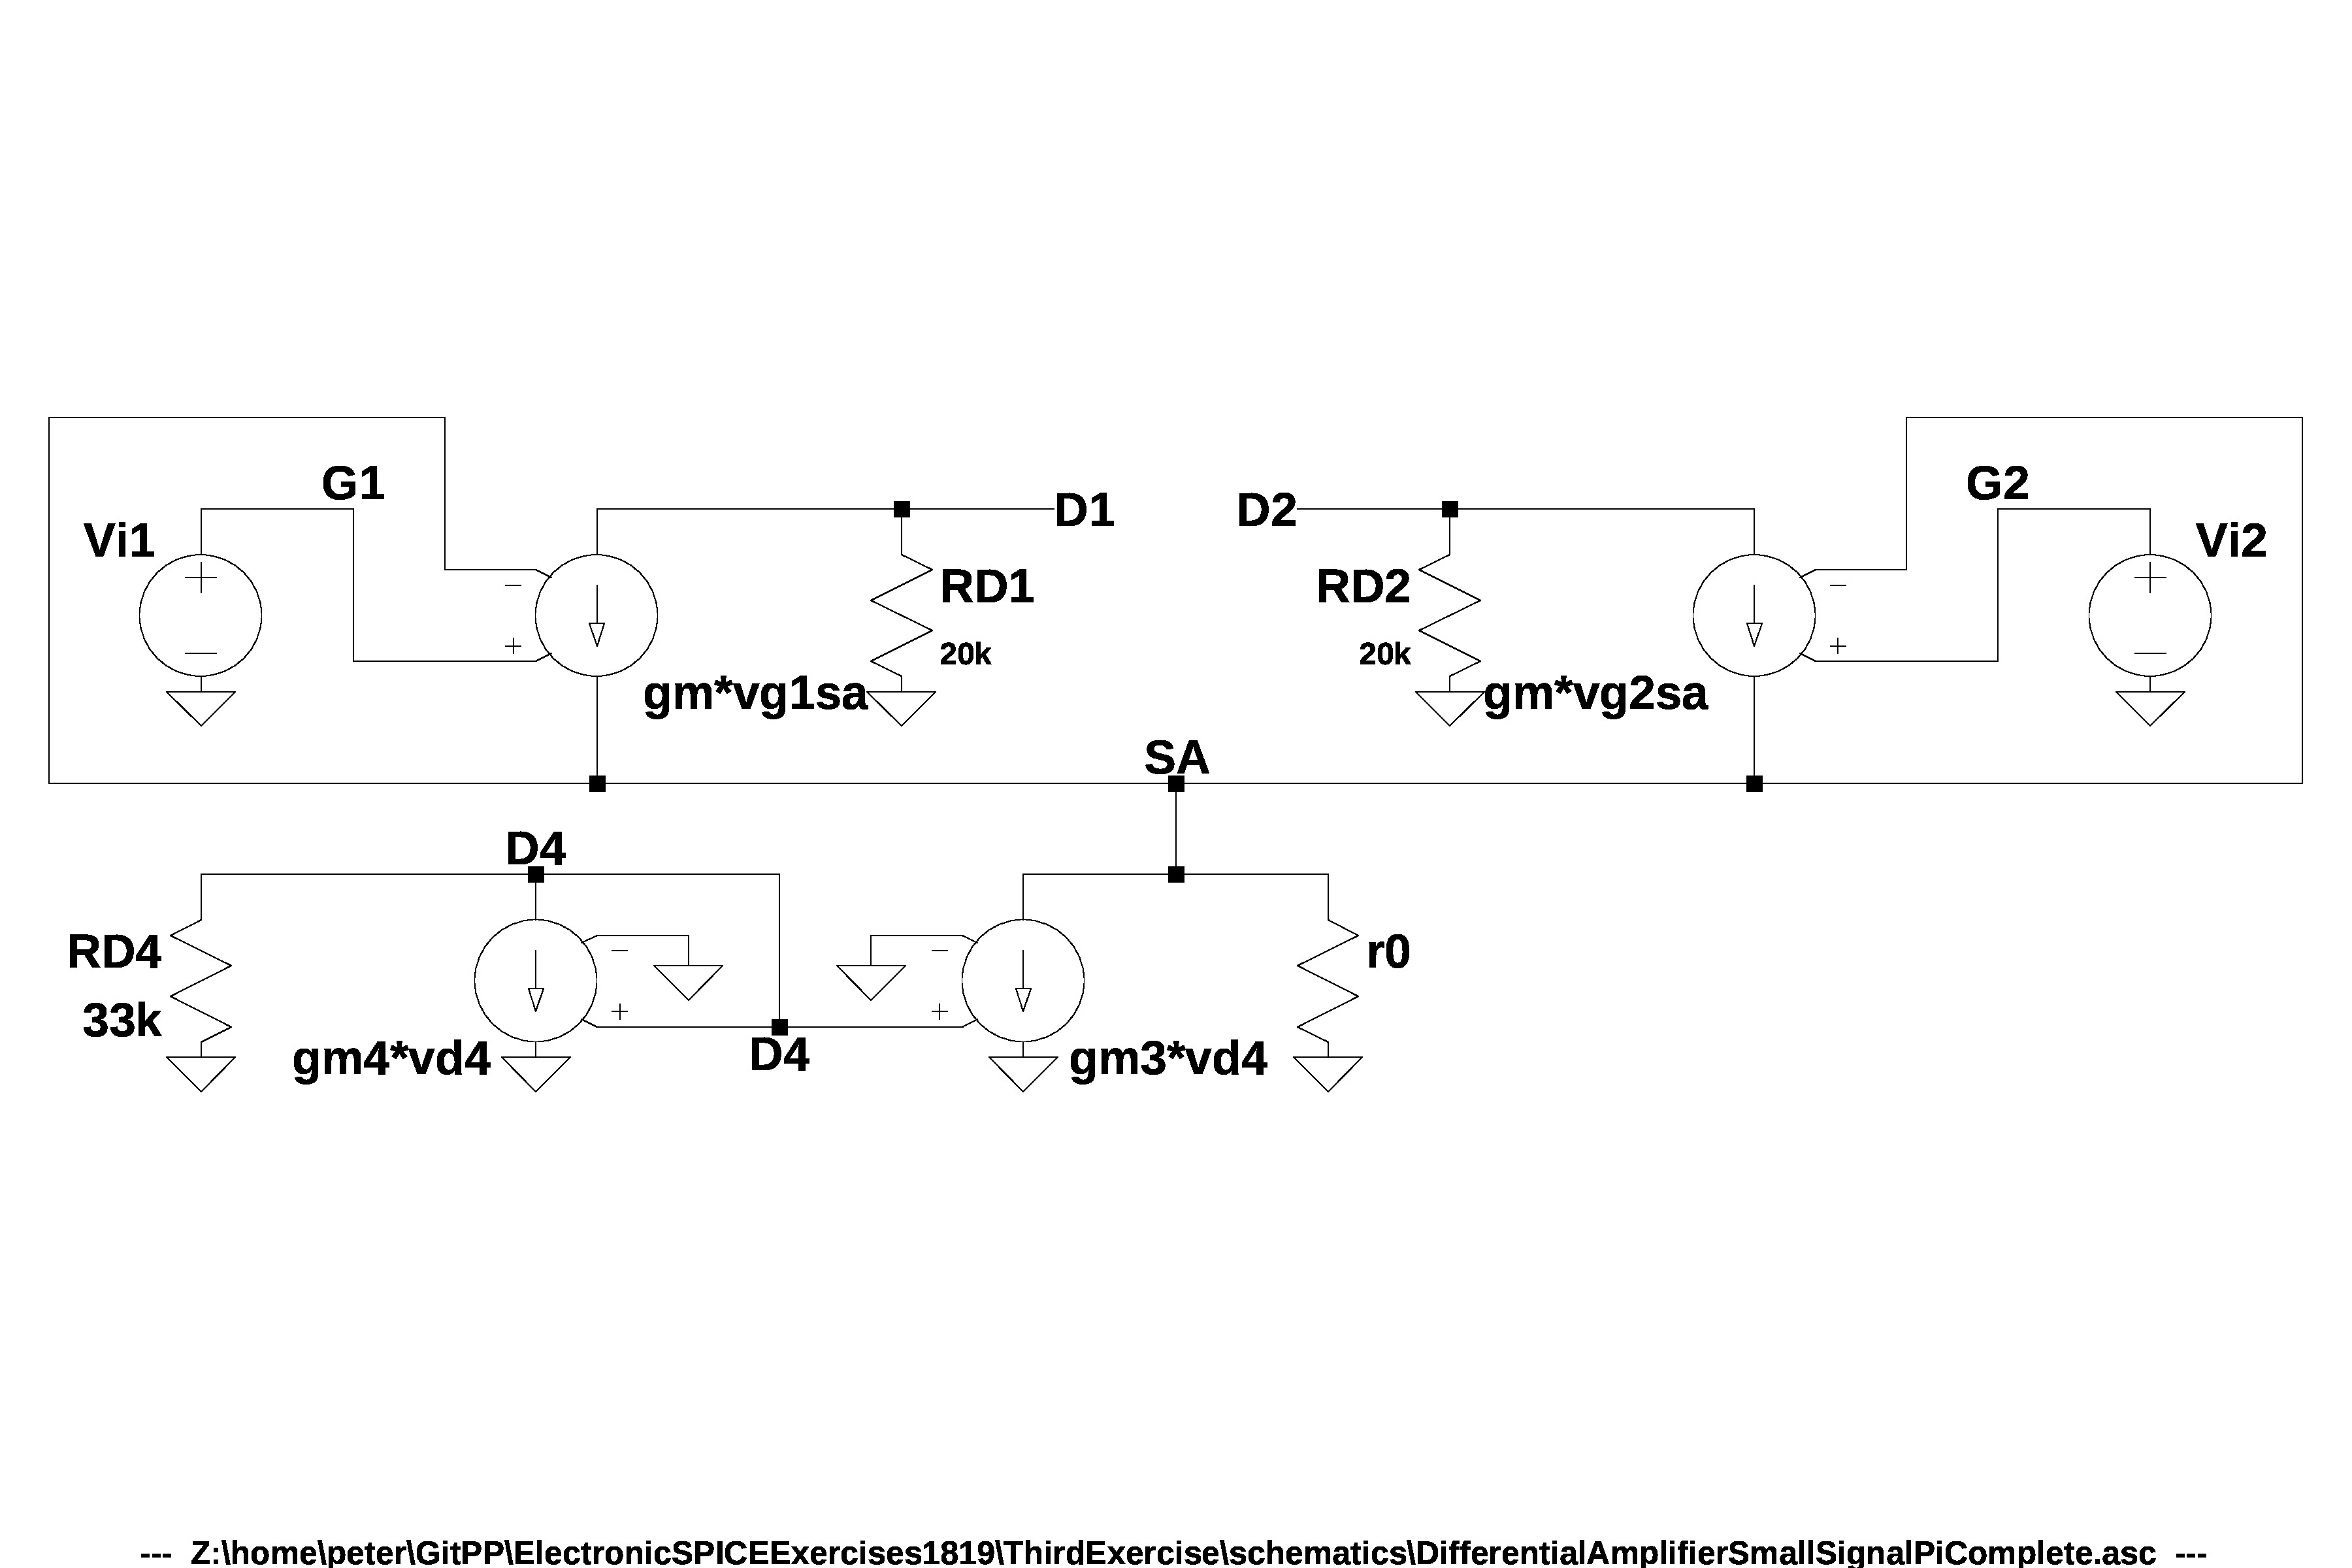 G1
G2
Vi1
D1
D2
Vi2
RD1
RD2
20k
20k
gm*vg1sa
gm*vg2sa
SA
D4
RD4
r0
33k
gm4*vd4
D4
gm3*vd4
--- Z:\home\peter\GitPP\ElectronicSPICEExercises1819\ThirdExercise\schematics\DifferentialAmplifierSmallSignalPiComplete.asc ---